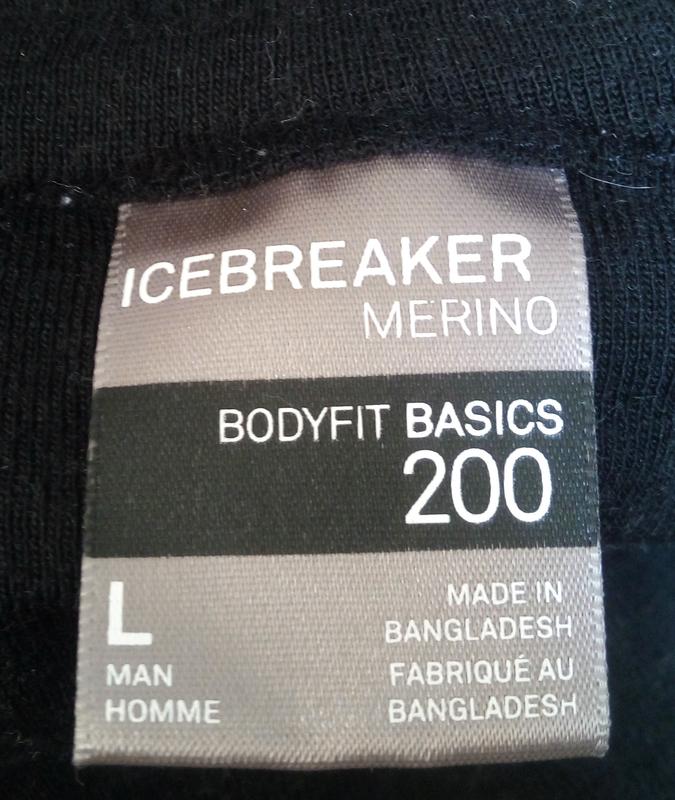 ICEBREAKER
MERINO
BODYFIT BASICS
200
L
MAN
HOMME
MADE IN
BANGLADESH
FABRIQUÉ AU
BANGLADESH